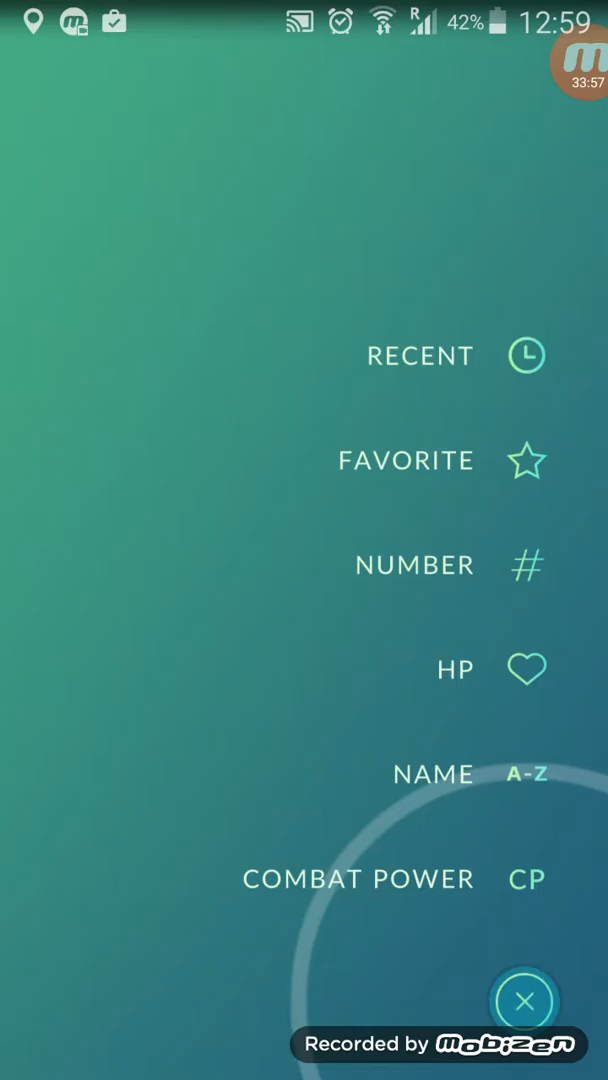 R 42% 12:59
m
33:57
RECENT
FAVORITE
NUMBER #
HP
NAME A-Z
COMBAT POWER CP
Recorded by mobizen